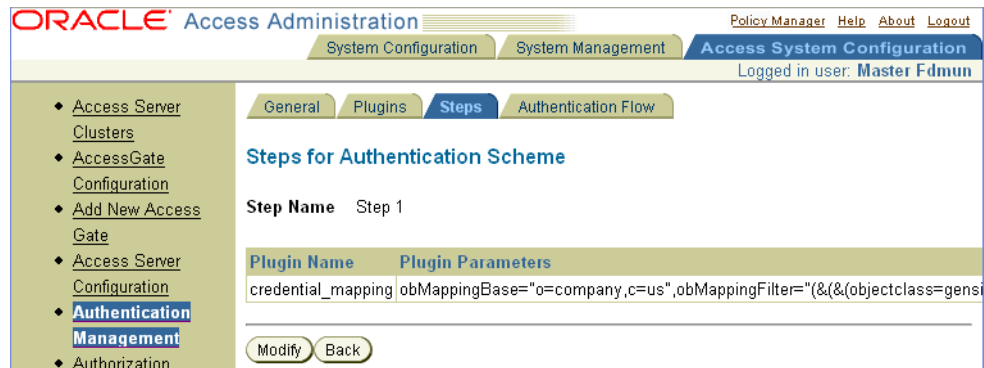 ORACLE Access Administration
Policy Manager Help About Logout
System Configuration System Management Access System Configuration
Logged in user: Master Fdmun
Access Server
Clusters
AccessGate
Configuration
Add New Access
Gate
Access Server
Configuration
Authentication
Management
Authorization
General Plugins Steps Authentication Flow
Steps for Authentication Scheme
Step Name Step 1
Plugin Name Plugin Parameters
credential_mapping obMappingBase="o=company,c=us",obMappingFilter="(&(&(objectclass=gensi
Modify Back